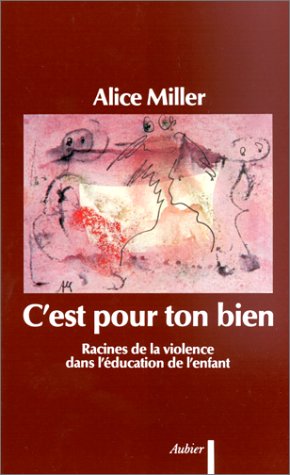 Alice Miller
C'est pour ton bien
Racines de la violence
dans l'éducation de l'enfant
Aubier